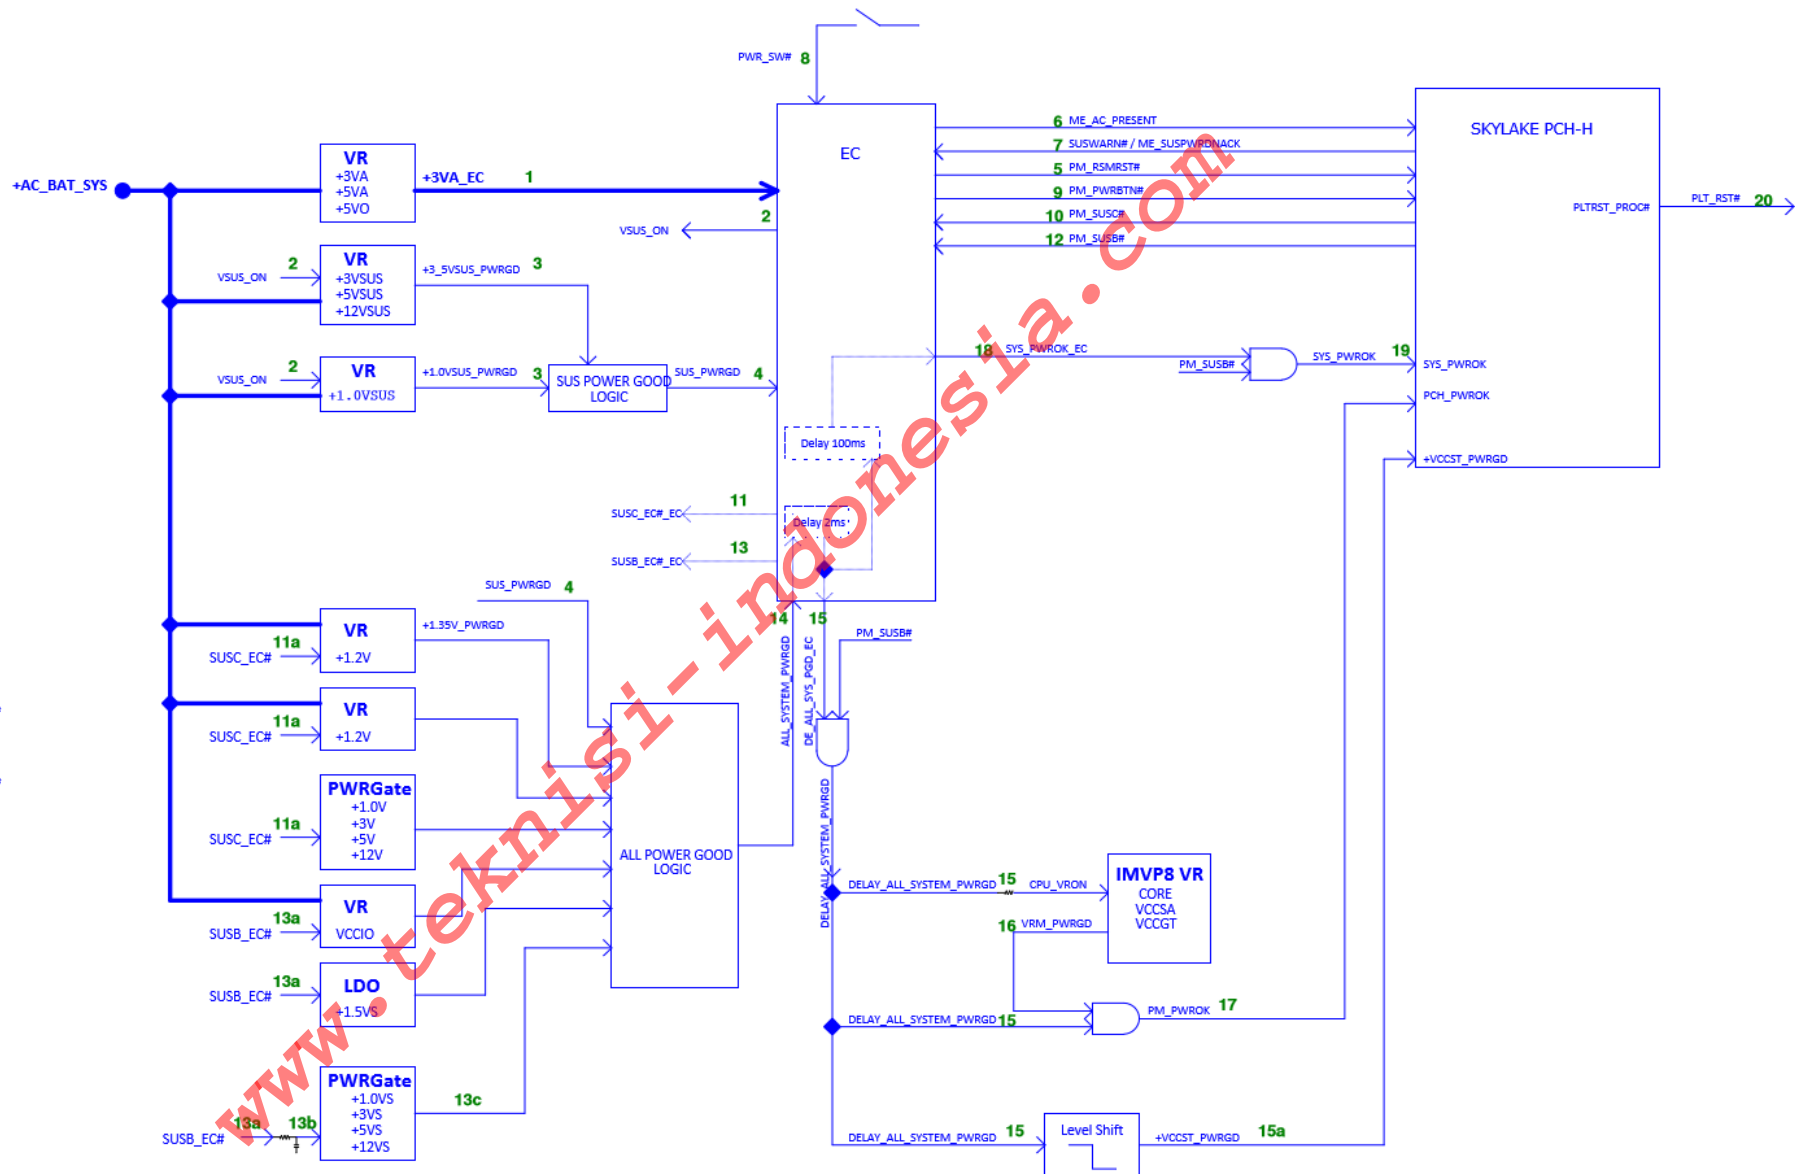 PWR_SW# 8
EC
6 ME_AC_PRESENT
7 SUSWARN# / ME_SUSPWRDNACK
5 PM_RSMRST#
9 PM_PWRBTN#
10 PM_SUSC#
12 PM_SUSB#
SKYLAKE PCH-H
PLTRST_PROC#
PLT_RST# 20
+AC_BAT_SYS
VR
+3VA
+5VA
+5VO
+3VA_EC 1
2
VSUS_ON
VSUS_ON 2
VR
+3VSUS
+5VSUS
+12VSUS
+3_5VSUS_PWRGD 3
VSUS_ON 2
VR
+1.0VSUS
+1.0VSUS_PWRGD 3
SUS POWER GOOD
LOGIC
SUS_PWRGD 4
18 SYS_PWROK_EC
PM_SUSB#
SYS_PWROK 19
SYS_PWROK
PCH_PWROK
+VCCST_PWRGD
Delay 100ms
Delay 2ms
SUSC_EC#_EC 11
SUSB_EC#_EC 13
SUS_PWRGD 4
14 15
ALL_SYSTEM_PWRGD
DE_ALL_SYS_PGD_EC
PM_SUSB#
SUSC_EC# 11a
VR
+1.2V
+1.35V_PWRGD
SUSC_EC# 11a
VR
+1.2V
SUSC_EC# 11a
PWRGate
+1.0V
+3V
+5V
+12V
ALL POWER GOOD
LOGIC
SUSB_EC# 13a
VR
VCCIO
SUSB_EC# 13a
LDO
+1.5VS
SUSB_EC# 13a 13b
PWRGate
+1.0VS
+3VS
+5VS
+12VS
13c
DELAY_ALL_SYSTEM_PWRGD
DELAY_ALL_SYSTEM_PWRGD 15 CPU_VRON
IMVP8 VR
CORE
VCCSA
VCCGT
16 VRM_PWRGD
DELAY_ALL_SYSTEM_PWRGD 15
PM_PWROK 17
DELAY_ALL_SYSTEM_PWRGD 15
Level Shift
+VCCST_PWRGD 15a
www.teknisi-indonesia.com